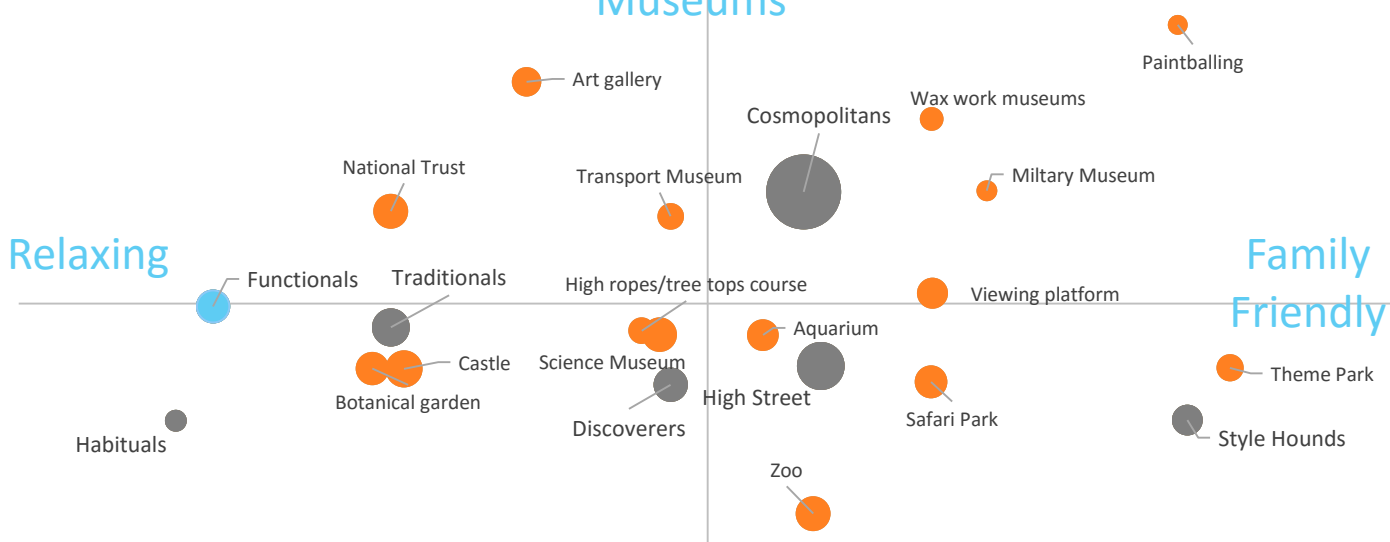 Museums
Paintballing
Art gallery
Wax work museums
Cosmopolitans
National Trust
Transport Museum
Miltary Museum
Relaxing
Family
Friendly
Functionals
Traditionals
High ropes/tree tops course
Viewing platform
Aquarium
Castle
Science Museum
Theme Park
Botanical garden
High Street
Safari Park
Discoverers
Habituals
Style Hounds
Zoo